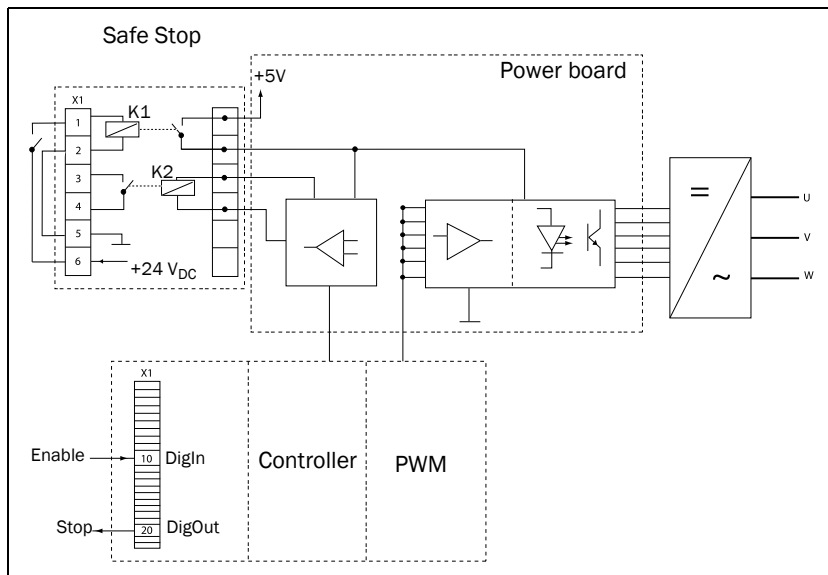 Safe Stop
Power board
+5V
X1
K1
1
2
K2
3
4
5
6
+24 VDC
=
~
U
V
W
X1
Enable
10
DigIn
Controller
PWM
Stop
20
DigOut